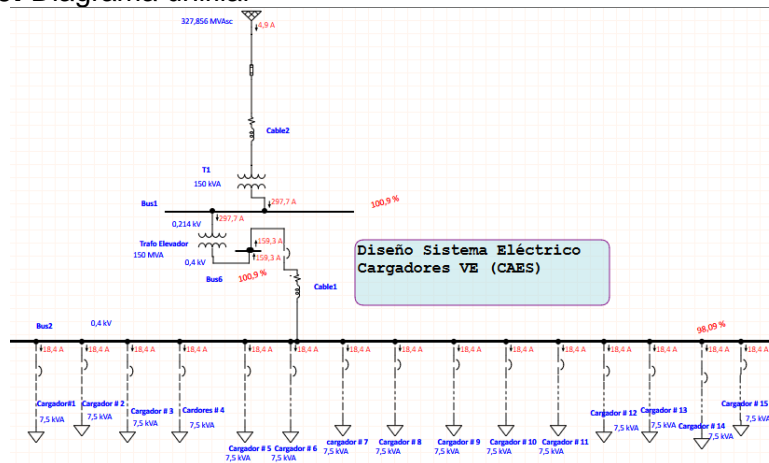 Diagrama unifilar
327,856 MVAsc
4,9 A
Cable2
T1
150 kVA
Bus1
297,7 A
100,9 %
0,214 kV
297,7 A
Trafo Elevador
150 MVA
159,3 A
159,3 A
0,4 kV
Bus6
100,9 %
Cable1
Diseño Sistema Eléctrico
Cargadores VE (CAES)
Bus2
0,4 kV
98,09 %
18,4 A 18,4 A 18,4 A 18,4 A 18,4 A 18,4 A 18,4 A 18,4 A 18,4 A 18,4 A 18,4 A 18,4 A 18,4 A 18,4 A 18,4 A
Cargador#1
7,5 kVA
Cargador # 2
7,5 kVA
Cargador # 3
7,5 kVA
Cardores # 4
7,5 kVA
Cargador # 5
7,5 kVA
Cargador # 6
7,5 kVA
cargador # 7
7,5 kVA
Cargador # 8
7,5 kVA
Cargador # 9
7,5 kVA
Cargador # 10
7,5 kVA
Cargador # 11
7,5 kVA
Cargador # 12
7,5 kVA
Cargador # 13
7,5 kVA
Cargador # 14
7,5 kVA
Cargador # 15
7,5 kVA